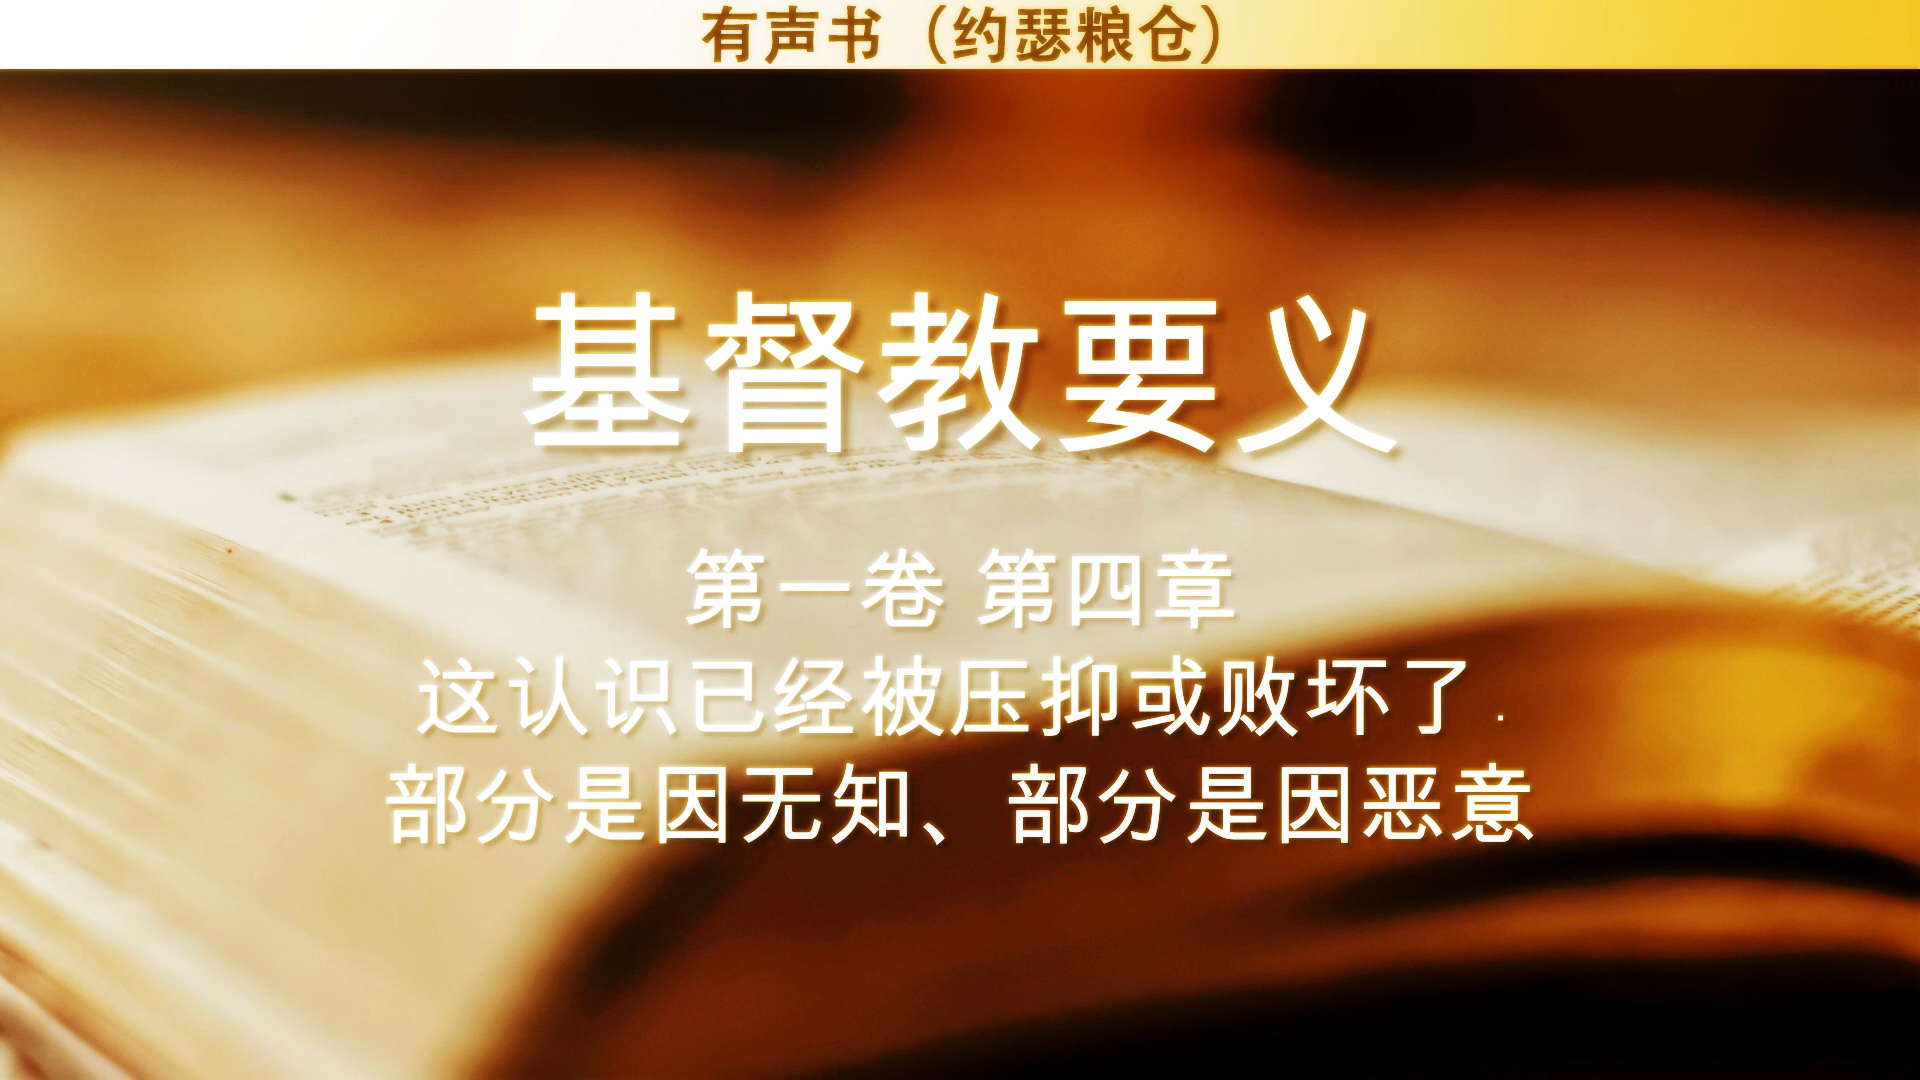 有声书（约瑟粮仓）
基督教要义
第一卷 第四章
这认识已经被压抑或败坏了.
部分是因无知、部分是因恶意